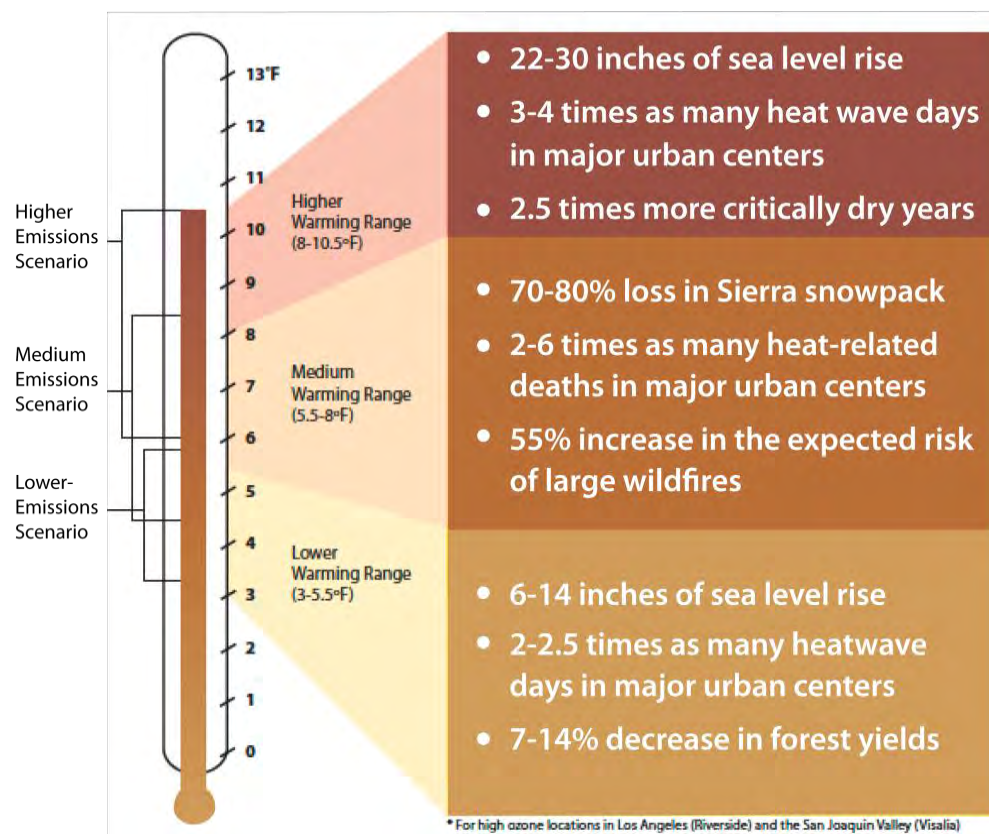 13°F
12
11
10
9
8
7
6
5
4
3
2
1
0
Higher
Emissions
Scenario
Medium
Emissions
Scenario
Lower-
Emissions
Scenario
Higher
Warming Range
(8-10.5ºF)
Medium
Warming Range
(5.5-8ºF)
Lower
Warming Range
(3-5.5ºF)
• 22-30 inches of sea level rise
• 3-4 times as many heat wave days
in major urban centers
• 2.5 times more critically dry years
• 70-80% loss in Sierra snowpack
• 2-6 times as many heat-related
deaths in major urban centers
• 55% increase in the expected risk
of large wildfires
• 6-14 inches of sea level rise
• 2-2.5 times as many heatwave
days in major urban centers
• 7-14% decrease in forest yields
* For high ozone locations in Los Angeles (Riverside) and the San Joaquin Valley (Visalia)